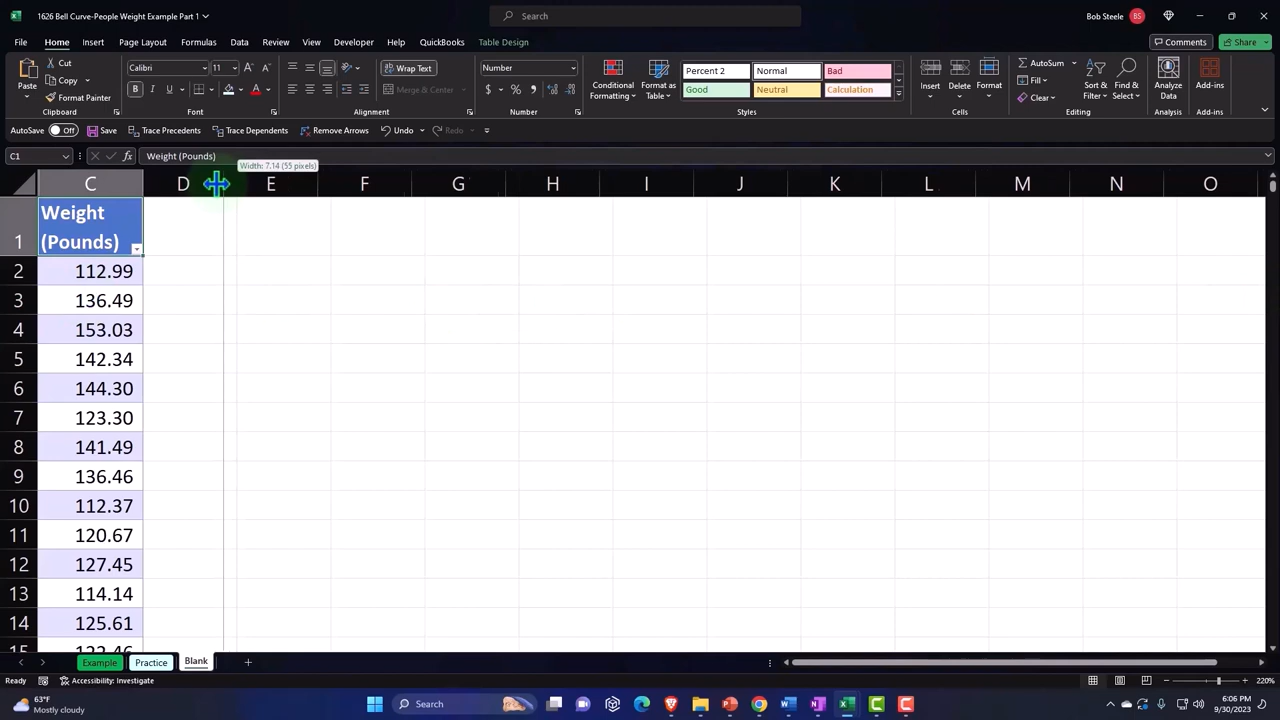 1626 Bell Curve-People Weight Example Part 1
Search
Bob Steele BS
File Home Insert Page Layout Formulas Data Review View Developer Help QuickBooks Table Design
Comments Share
Paste Cut Copy Format Painter
Clipboard
Calibri 11
B I U
Font
Wrap Text
Merge & Center
Alignment
Number
$ % 9
Number
Conditional Formatting
Format as Table
Percent 2 Normal Bad
Good Neutral Calculation
Styles
Insert Delete Format
Cells
AutoSum
Fill
Clear
Sort & Filter
Find & Select
Editing
Analyze Data
Analysis
Add-ins
Add-ins
AutoSave Off Save Trace Precedents Trace Dependents Remove Arrows Undo Redo
C1 fx Weight (Pounds)
Width: 7.14 (55 pixels)
C D E F G H I J K L M N O
1 Weight (Pounds)
2 112.99
3 136.49
4 153.03
5 142.34
6 144.30
7 123.30
8 141.49
9 136.46
10 112.37
11 120.67
12 127.45
13 114.14
14 125.61
15 122.46
Example Practice Blank
Ready Accessibility: Investigate 220%
63°F
Mostly cloudy
Search
6:06 PM
9/30/2023